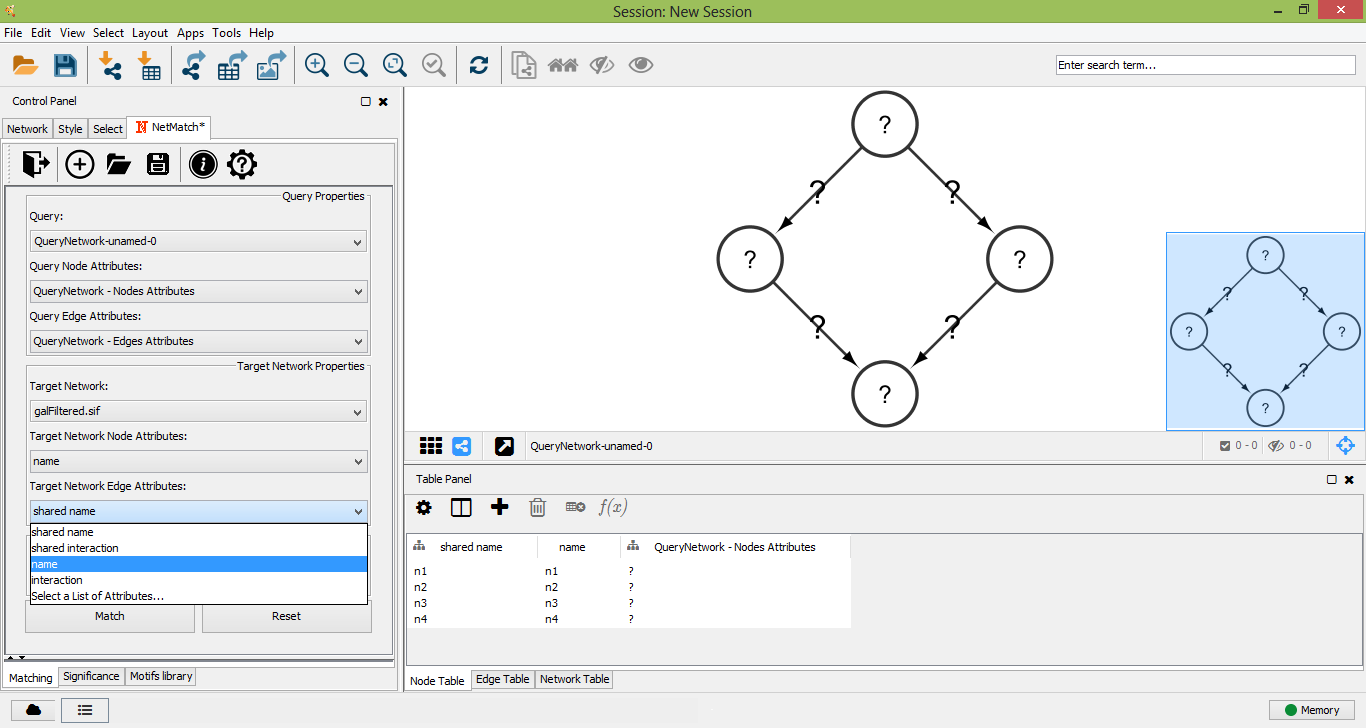 Session: New Session
File Edit View Select Layout Apps Tools Help
Enter search term...
Control Panel
Network Style Select NetMatch*
Query Properties
Query:
QueryNetwork-unamed-0
Query Node Attributes:
QueryNetwork - Nodes Attributes
Query Edge Attributes:
QueryNetwork - Edges Attributes
Target Network Properties
Target Network:
galFiltered.sif
Target Network Node Attributes:
name
Target Network Edge Attributes:
shared name
shared name
shared interaction
name
interaction
Select a List of Attributes...
Match Reset
Matching Significance Motifs library
?
? ?
? ?
? ?
?
?
? ?
? ?
? ?
?
QueryNetwork-unamed-0
0 - 0 0 - 0
Table Panel
f(x)
shared name name QueryNetwork - Nodes Attributes
n1 n1 ?
n2 n2 ?
n3 n3 ?
n4 n4 ?
Node Table Edge Table Network Table
Memory